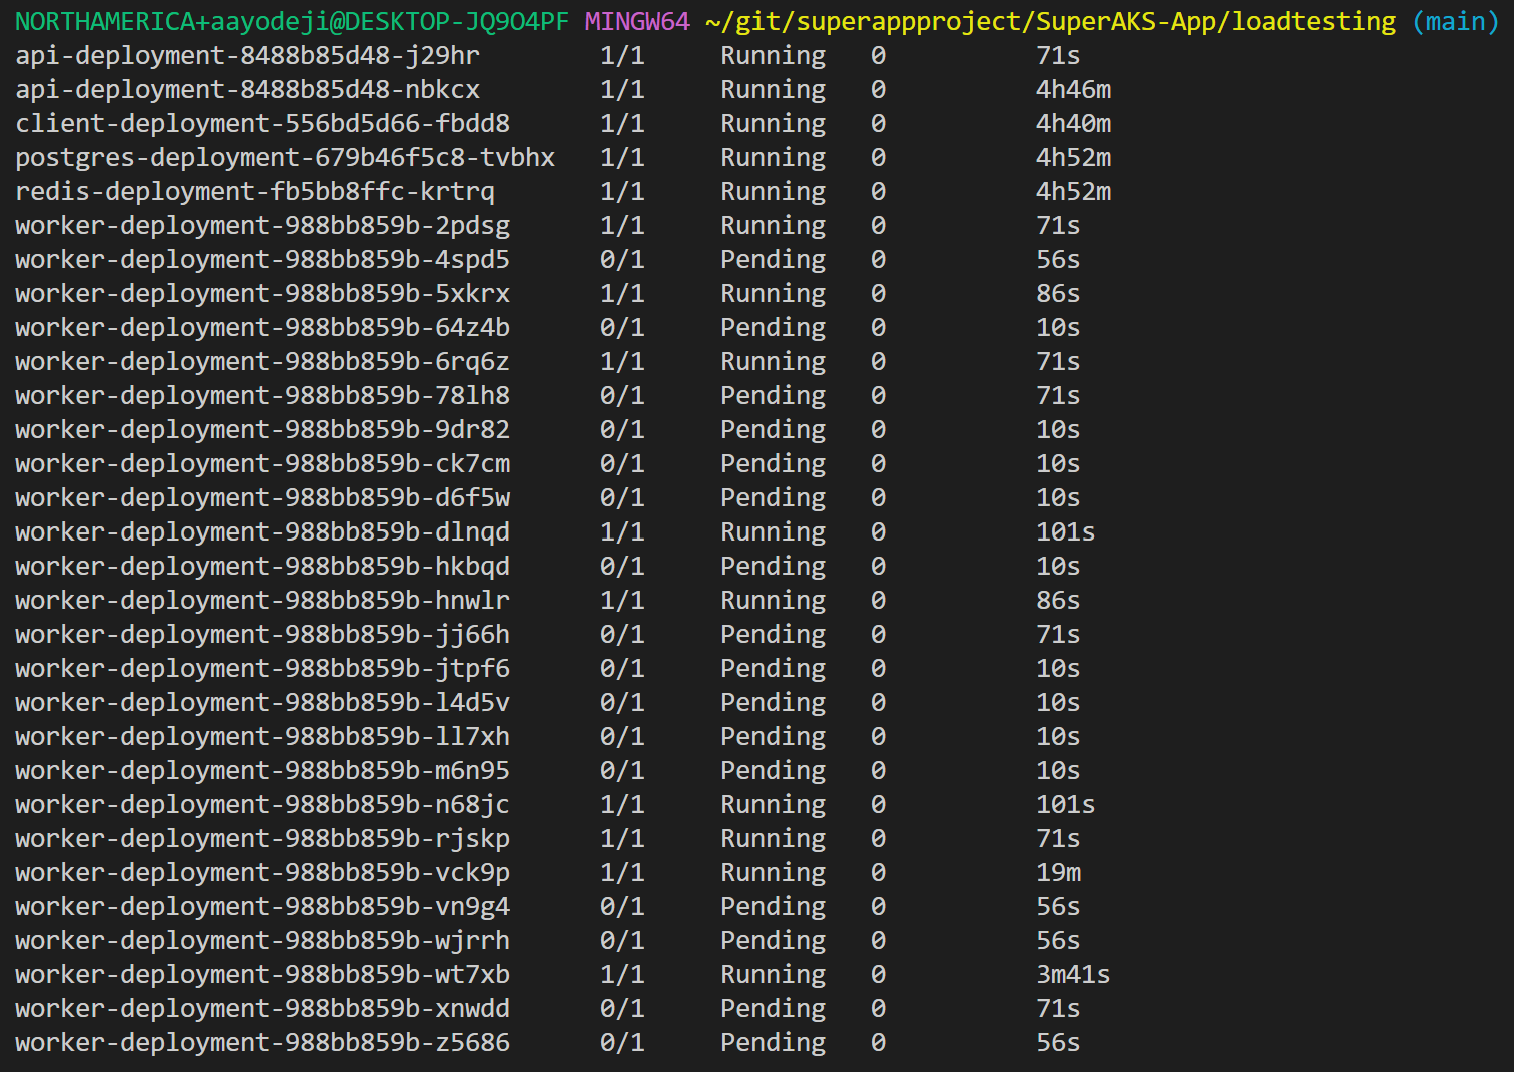 NORTHAMERICA+aayodeji@DESKTOP-JQ9O4PF MINGW64 ~/git/superappproject/SuperAKS-App/loadtesting (main)
api-deployment-8488b85d48-j29hr 1/1 Running 0 71s
api-deployment-8488b85d48-nbkcx 1/1 Running 0 4h46m
client-deployment-556bd5d66-fbdd8 1/1 Running 0 4h40m
postgres-deployment-679b46f5c8-tvbhx 1/1 Running 0 4h52m
redis-deployment-fb5bb8ffc-krtrq 1/1 Running 0 4h52m
worker-deployment-988bb859b-2pdsg 1/1 Running 0 71s
worker-deployment-988bb859b-4spd5 0/1 Pending 0 56s
worker-deployment-988bb859b-5xkrx 1/1 Running 0 86s
worker-deployment-988bb859b-64z4b 0/1 Pending 0 10s
worker-deployment-988bb859b-6rq6z 1/1 Running 0 71s
worker-deployment-988bb859b-78lh8 0/1 Pending 0 71s
worker-deployment-988bb859b-9dr82 0/1 Pending 0 10s
worker-deployment-988bb859b-ck7cm 0/1 Pending 0 10s
worker-deployment-988bb859b-d6f5w 0/1 Pending 0 10s
worker-deployment-988bb859b-dlnqd 1/1 Running 0 101s
worker-deployment-988bb859b-hkbqd 0/1 Pending 0 10s
worker-deployment-988bb859b-hnwlr 1/1 Running 0 86s
worker-deployment-988bb859b-jj66h 0/1 Pending 0 71s
worker-deployment-988bb859b-jtpf6 0/1 Pending 0 10s
worker-deployment-988bb859b-l4d5v 0/1 Pending 0 10s
worker-deployment-988bb859b-ll7xh 0/1 Pending 0 10s
worker-deployment-988bb859b-m6n95 0/1 Pending 0 10s
worker-deployment-988bb859b-n68jc 1/1 Running 0 101s
worker-deployment-988bb859b-rjskp 1/1 Running 0 71s
worker-deployment-988bb859b-vck9p 1/1 Running 0 19m
worker-deployment-988bb859b-vn9g4 0/1 Pending 0 56s
worker-deployment-988bb859b-wjrrh 0/1 Pending 0 56s
worker-deployment-988bb859b-wt7xb 1/1 Running 0 3m41s
worker-deployment-988bb859b-xnwdd 0/1 Pending 0 71s
worker-deployment-988bb859b-z5686 0/1 Pending 0 56s